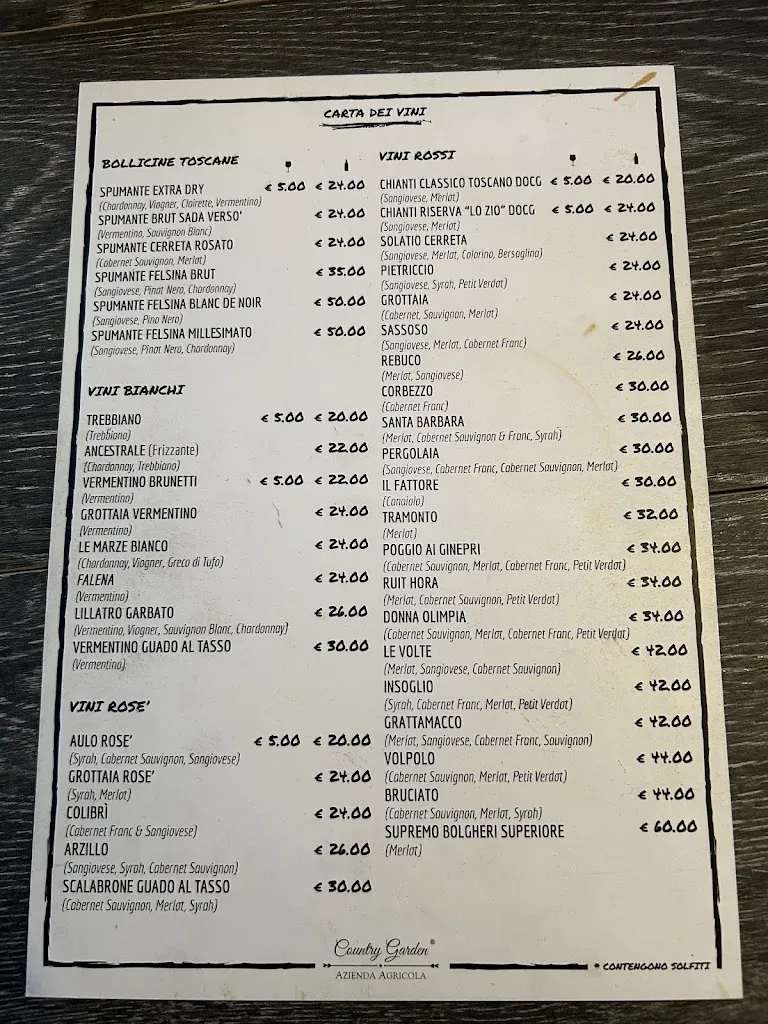 CARTA DEI VINI
BOLLICINE TOSCANE
SPUMANTE EXTRA DRY € 5.00 € 24.00
(Chardonnay, Viogner, Clairette, Vermentino)
SPUMANTE BRUT SADA VERSO' € 24.00
(Vermentino, Sauvignon Blanc)
SPUMANTE CERRETA ROSATO € 24.00
(Cabernet Sauvignon, Merlot)
SPUMANTE FELSINA BRUT € 35.00
(Sangiovese, Pinot Nero, Chardonnay)
SPUMANTE FELSINA BLANC DE NOIR € 50.00
(Sangiovese, Pino Nero)
SPUMANTE FELSINA MILLESIMATO € 50.00
(Sangiovese, Pinot Nero, Chardonnay)
VINI BIANCHI
TREBBIANO € 5.00 € 20.00
(Trebbiano)
ANCESTRALE (Frizzante) € 22.00
(Chardonnay, Trebbiano)
VERMENTINO BRUNETTI € 5.00 € 22.00
(Vermentino)
GROTTAIA VERMENTINO € 24.00
(Vermentino)
LE MARZE BIANCO € 24.00
(Chardonnay, Viogner, Greco di Tufo)
FALENA € 24.00
(Vermentino)
LILLATRO GARBATO € 26.00
(Vermentino, Viogner, Sauvignon Blanc, Chardonnay)
VERMENTINO GUADO AL TASSO € 30.00
(Vermentino)
VINI ROSE'
AULO ROSE' € 5.00 € 20.00
(Syrah, Cabernet Sauvignon, Sangiovese)
GROTTAIA ROSE' € 24.00
(Syrah, Merlot)
COLIBRÌ € 24.00
(Cabernet Franc & Sangiovese)
ARZILLO € 26.00
(Sangiovese, Syrah, Cabernet Sauvignon)
SCALABRONE GUADO AL TASSO € 30.00
(Cabernet Sauvignon, Merlot, Syrah)
VINI ROSSI
CHIANTI CLASSICO TOSCANO DOCG € 5.00 € 20.00
(Sangiovese, Merlot)
CHIANTI RISERVA "LO ZIO" DOCG € 5.00 € 24.00
(Sangiovese, Merlot)
SOLATIO CERRETA € 24.00
(Sangiovese, Merlot, Colorino, Bersaglina)
PIETRICCIO € 24.00
(Sangiovese, Syrah, Petit Verdot)
GROTTAIA € 24.00
(Cabernet, Sauvignon, Merlot)
SASSOSO € 24.00
(Sangiovese, Merlot, Cabernet Franc)
REBUCO € 26.00
(Merlot, Sangiovese)
CORBEZZO € 30.00
(Cabernet Franc)
SANTA BARBARA € 30.00
(Merlot, Cabernet Sauvignon & Franc, Syrah)
PERGOLAIA € 30.00
(Sangiovese, Cabernet Franc, Cabernet Sauvignon, Merlot)
IL FATTORE € 30.00
(Canaiolo)
TRAMONTO € 32.00
(Merlot)
POGGIO AI GINEPRI € 34.00
(Cabernet Sauvignon, Merlot, Cabernet Franc, Petit Verdot)
RUIT HORA € 34.00
(Merlot, Cabernet Sauvignon, Petit Verdot)
DONNA OLIMPIA € 34.00
(Cabernet Sauvignon, Merlot, Cabernet Franc, Petit Verdot)
LE VOLTE € 42.00
(Merlot, Sangiovese, Cabernet Sauvignon)
INSOGLIO € 42.00
(Syrah, Cabernet Franc, Merlot, Petit Verdot)
GRATTAMACCO € 42.00
(Merlot, Sangiovese, Cabernet Franc, Sauvignon)
VOLPOLO € 44.00
(Cabernet Sauvignon, Merlot, Petit Verdot)
BRUCIATO € 44.00
(Cabernet Sauvignon, Merlot, Syrah)
SUPREMO BOLGHERI SUPERIORE € 60.00
(Merlot)
Country Garden®
AZIENDA AGRICOLA
* CONTENGONO SOLFITI